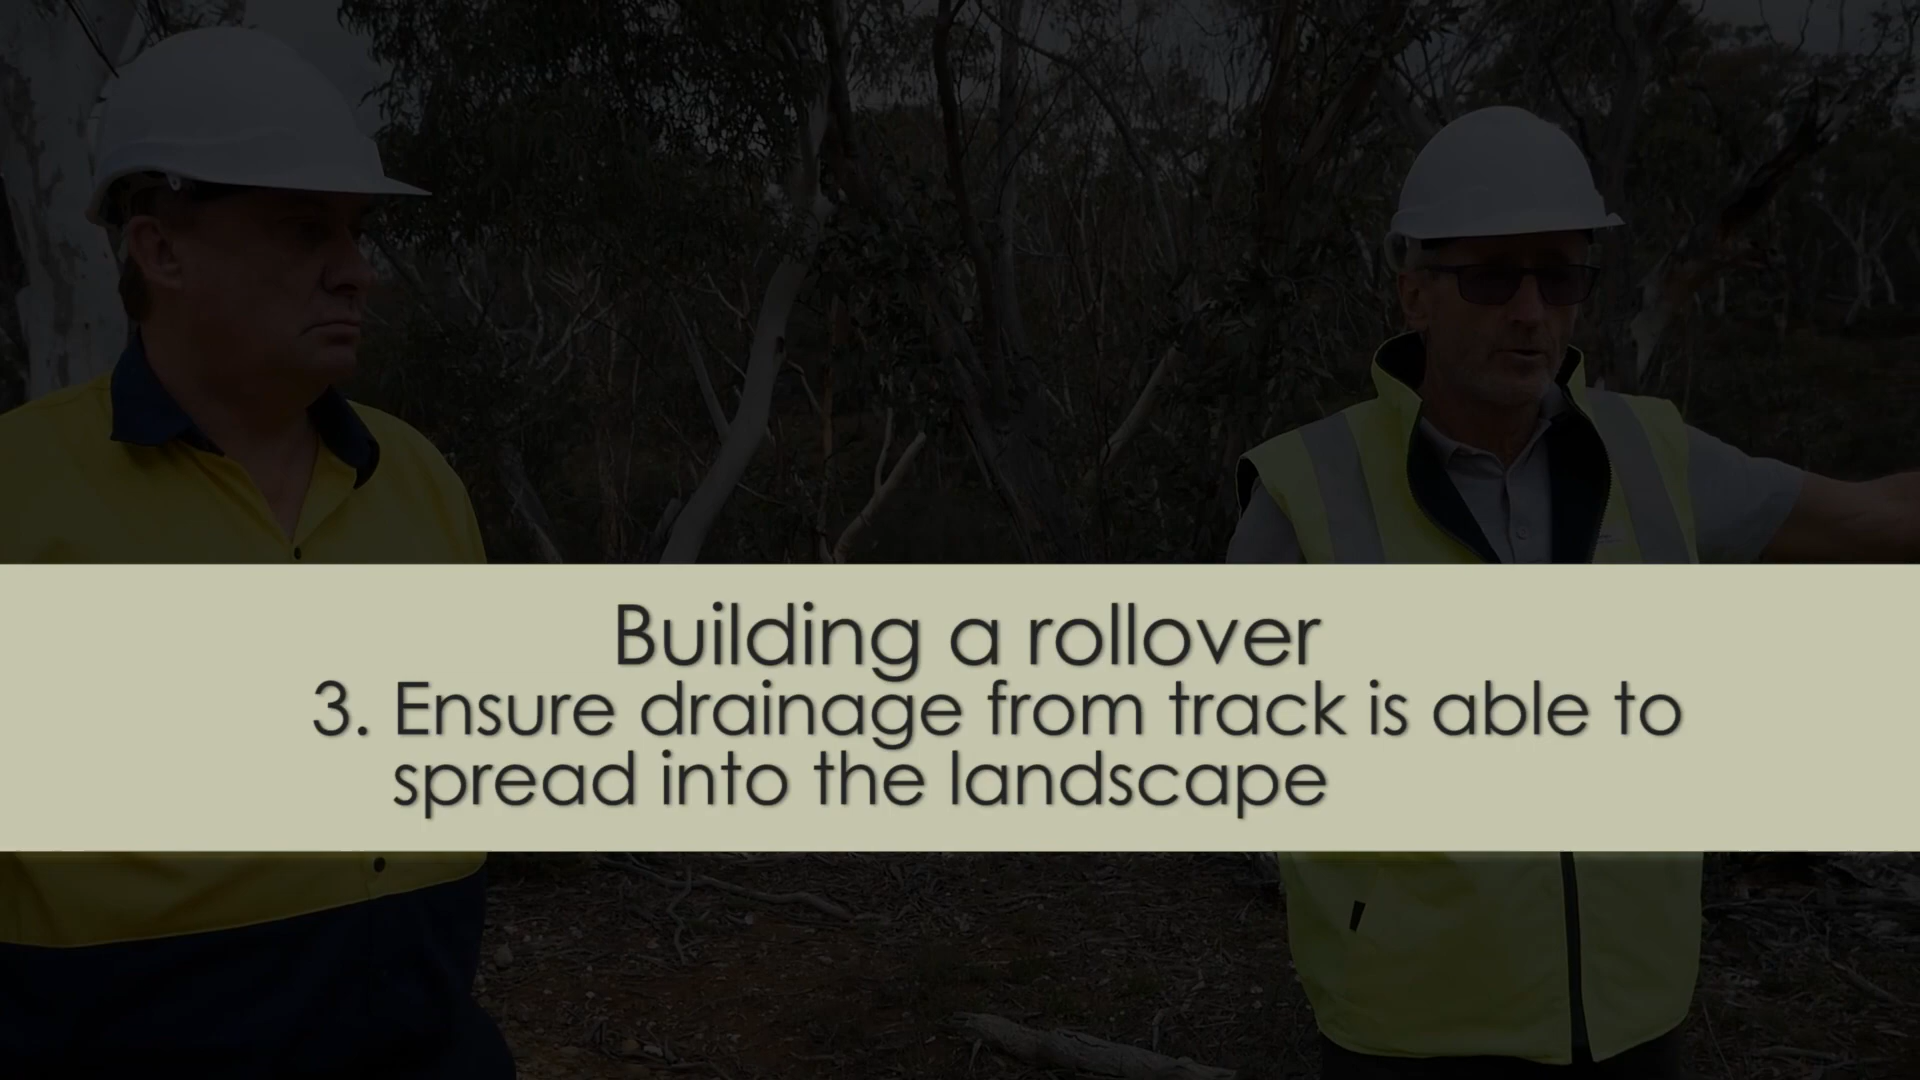 Building a rollover
3. Ensure drainage from track is able to
spread into the landscape